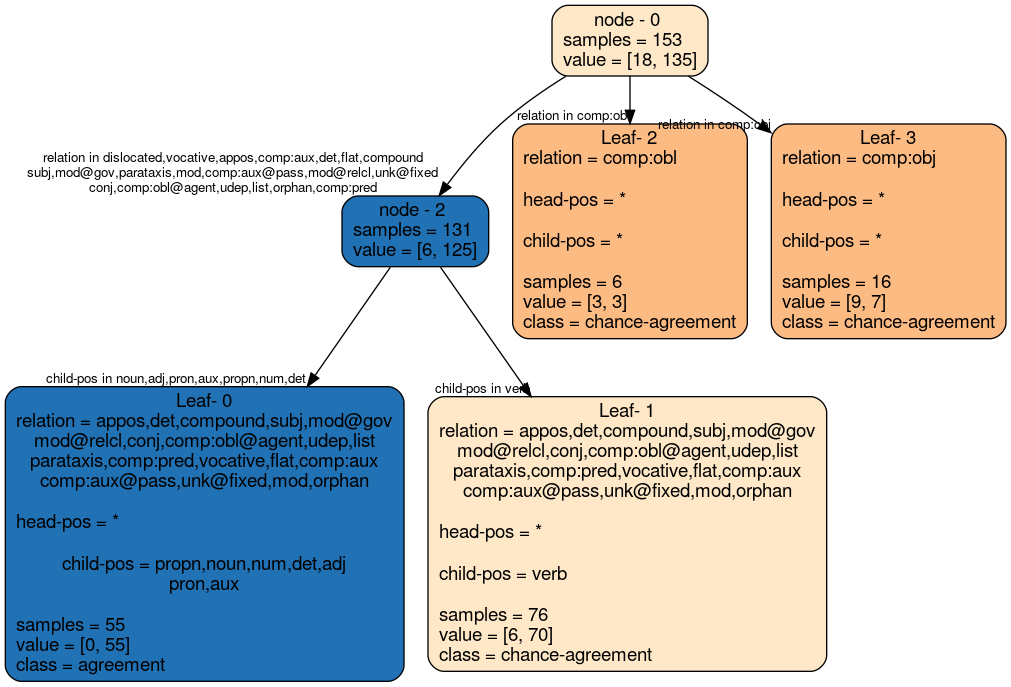 node - 0
samples = 153
value = [18, 135]
relation in comp:obl
relation in comp:obj
Leaf- 2
relation = comp:obl
head-pos = *
child-pos = *
samples = 6
value = [3, 3]
class = chance-agreement
Leaf- 3
relation = comp:obj
head-pos = *
child-pos = *
samples = 16
value = [9, 7]
class = chance-agreement
relation in dislocated,vocative,appos,comp:aux,det,flat,compound
subj,mod@gov,parataxis,mod,comp:aux@pass,mod@relcl,unk@fixed
conj,comp:obl@agent,udep,list,orphan,comp:pred
node - 2
samples = 131
value = [6, 125]
child-pos in noun,adj,pron,aux,propn,num,det
child-pos in verb
Leaf- 0
relation = appos,det,compound,subj,mod@gov
mod@relcl,conj,comp:obl@agent,udep,list
parataxis,comp:pred,vocative,flat,comp:aux
comp:aux@pass,unk@fixed,mod,orphan
head-pos = *
child-pos = propn,noun,num,det,adj
pron,aux
samples = 55
value = [0, 55]
class = agreement
Leaf- 1
relation = appos,det,compound,subj,mod@gov
mod@relcl,conj,comp:obl@agent,udep,list
parataxis,comp:pred,vocative,flat,comp:aux
comp:aux@pass,unk@fixed,mod,orphan
head-pos = *
child-pos = verb
samples = 76
value = [6, 70]
class = chance-agreement